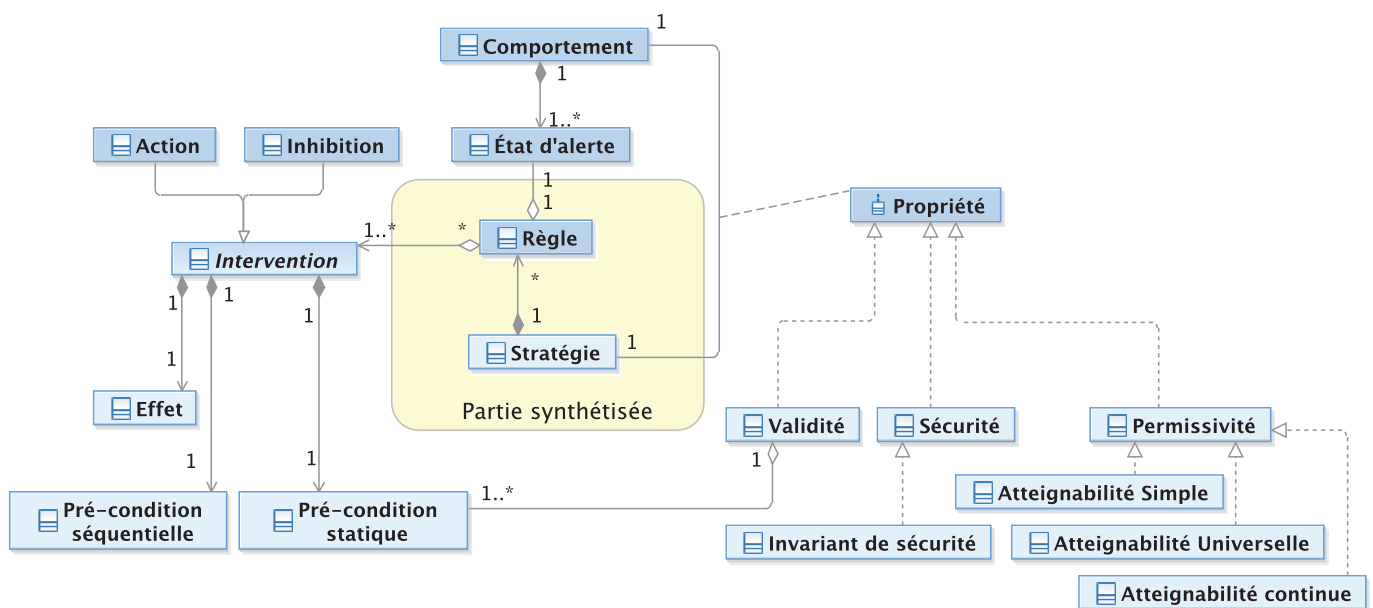 1
Comportement
1
1..*
Action
Inhibition
État d'alerte
1
1
Propriété
1..*
*
Règle
Intervention
*
1
1
1
1
1
Stratégie
1
1
Effet
Partie synthétisée
Validité
Sécurité
Permissivité
1
1
1
1..*
Atteignabilité Simple
Pré-condition
séquentielle
Pré-condition
statique
Invariant de sécurité
Atteignabilité Universelle
Atteignabilité continue